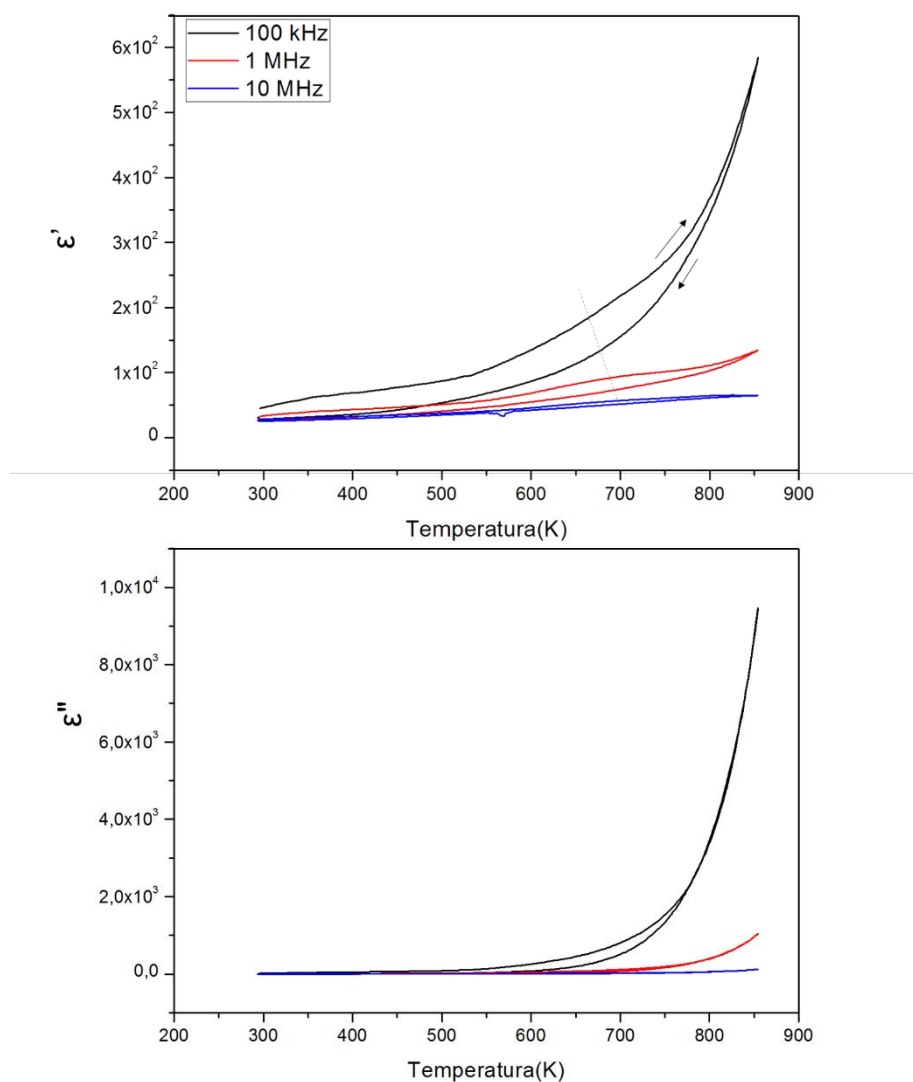 100 kHz
1 MHz
10 MHz
6x10²
5x10²
4x10²
3x10²
2x10²
1x10²
0
ε'
200 300 400 500 600 700 800 900
Temperatura(K)
1,0x10⁴
8,0x10³
6,0x10³
4,0x10³
2,0x10³
0,0
ε"
200 300 400 500 600 700 800 900
Temperatura(K)